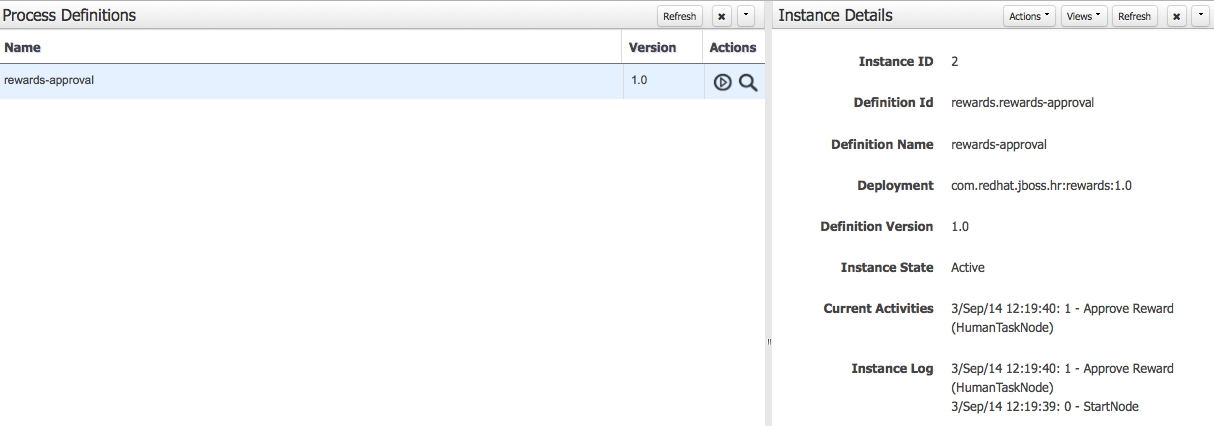 Process Definitions
Refresh
Name Version Actions
rewards-approval 1.0
Instance Details
Actions Views Refresh
Instance ID 2
Definition Id rewards.rewards-approval
Definition Name rewards-approval
Deployment com.redhat.jboss.hr:rewards:1.0
Definition Version 1.0
Instance State Active
Current Activities 3/Sep/14 12:19:40: 1 - Approve Reward
(HumanTaskNode)
Instance Log 3/Sep/14 12:19:40: 1 - Approve Reward
(HumanTaskNode)
3/Sep/14 12:19:39: 0 - StartNode